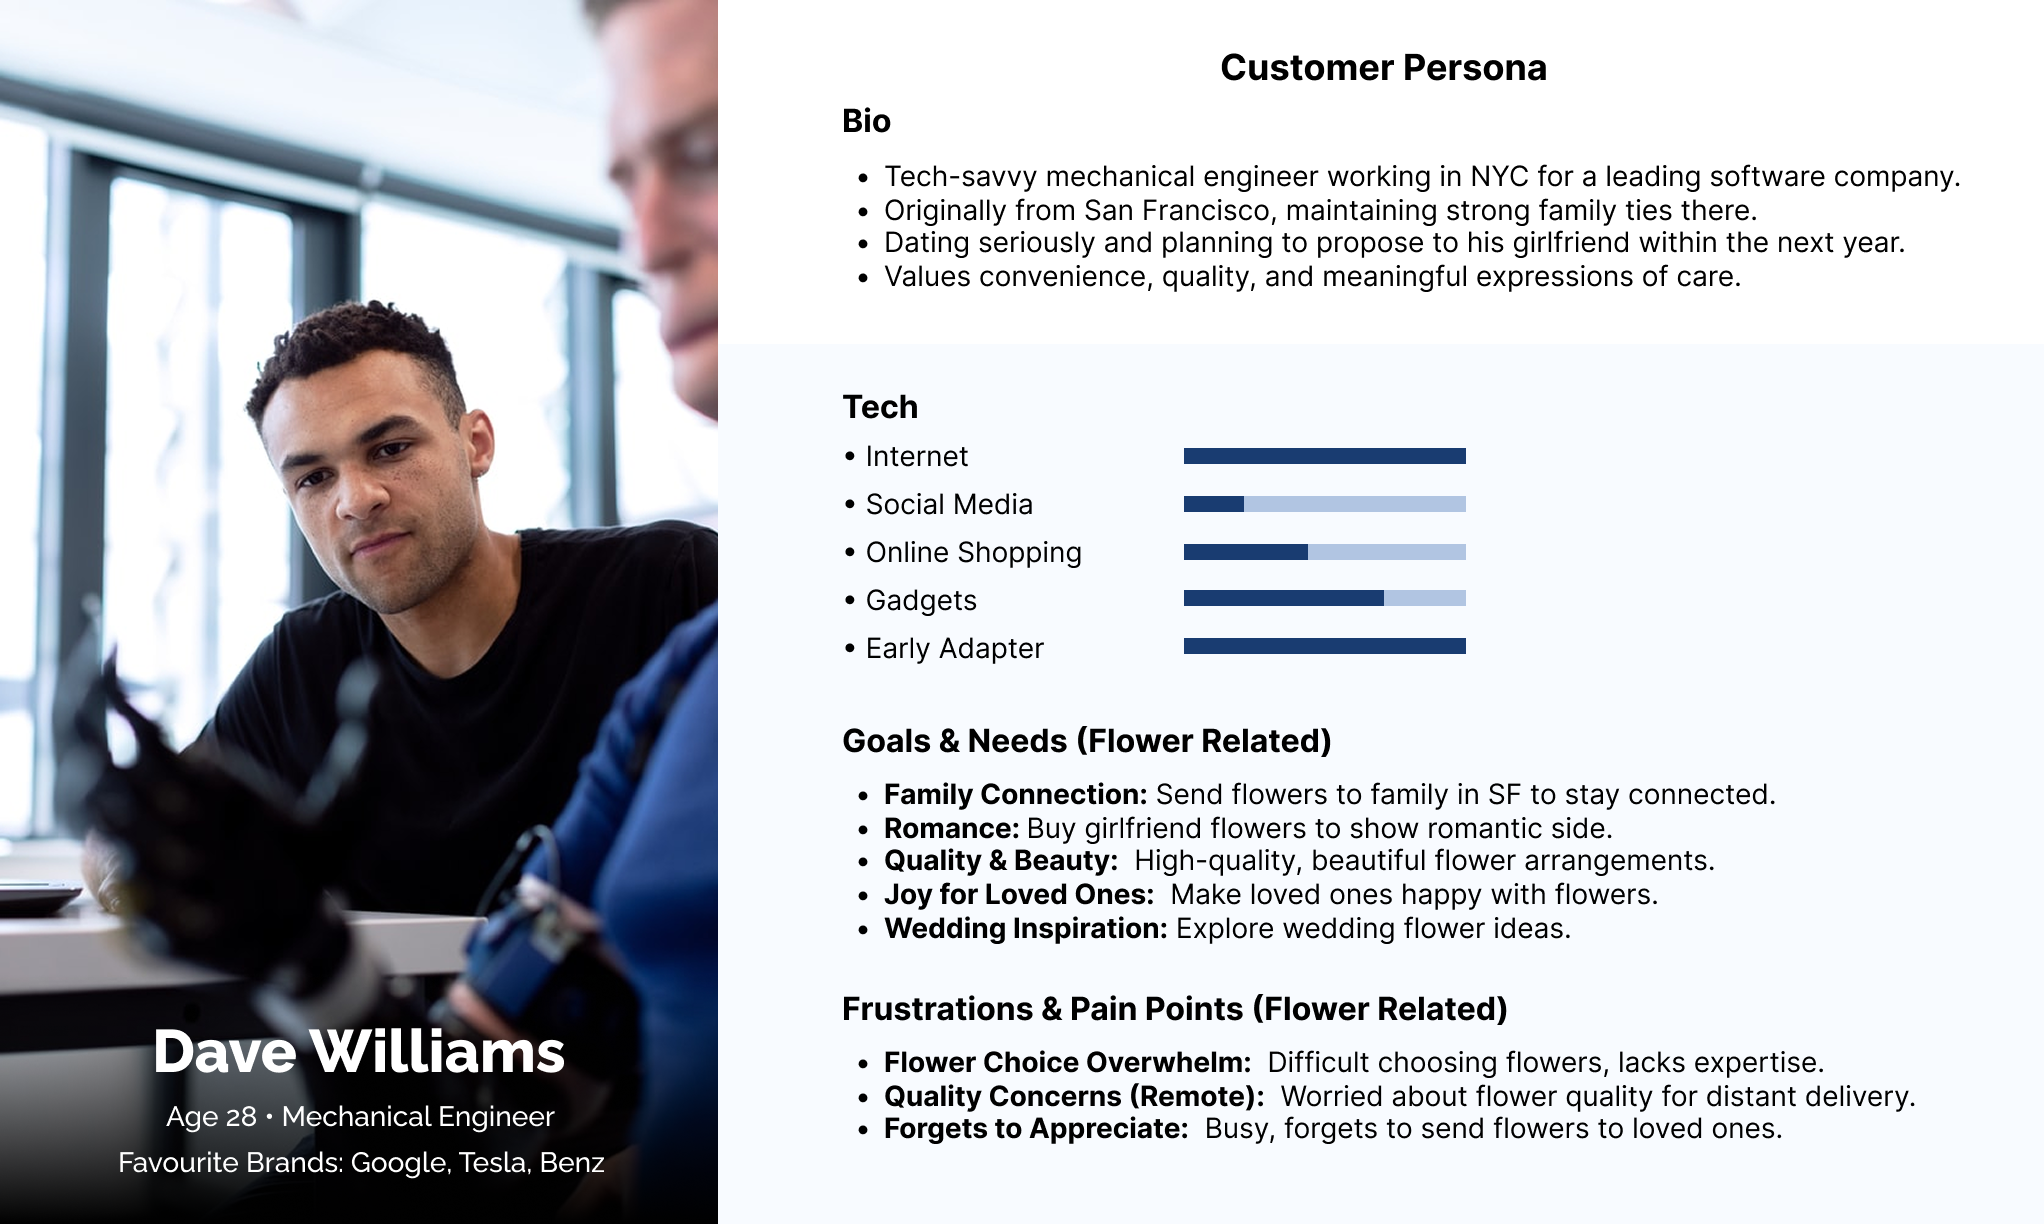 Customer Persona
Bio
• Tech-savvy mechanical engineer working in NYC for a leading software company.
• Originally from San Francisco, maintaining strong family ties there.
• Dating seriously and planning to propose to his girlfriend within the next year.
• Values convenience, quality, and meaningful expressions of care.
Tech
• Internet
• Social Media
• Online Shopping
• Gadgets
• Early Adapter
Goals & Needs (Flower Related)
• Family Connection: Send flowers to family in SF to stay connected.
• Romance: Buy girlfriend flowers to show romantic side.
• Quality & Beauty: High-quality, beautiful flower arrangements.
• Joy for Loved Ones: Make loved ones happy with flowers.
• Wedding Inspiration: Explore wedding flower ideas.
Frustrations & Pain Points (Flower Related)
• Flower Choice Overwhelm: Difficult choosing flowers, lacks expertise.
• Quality Concerns (Remote): Worried about flower quality for distant delivery.
• Forgets to Appreciate: Busy, forgets to send flowers to loved ones.
Dave Williams
Age 28 • Mechanical Engineer
Favourite Brands: Google, Tesla, Benz